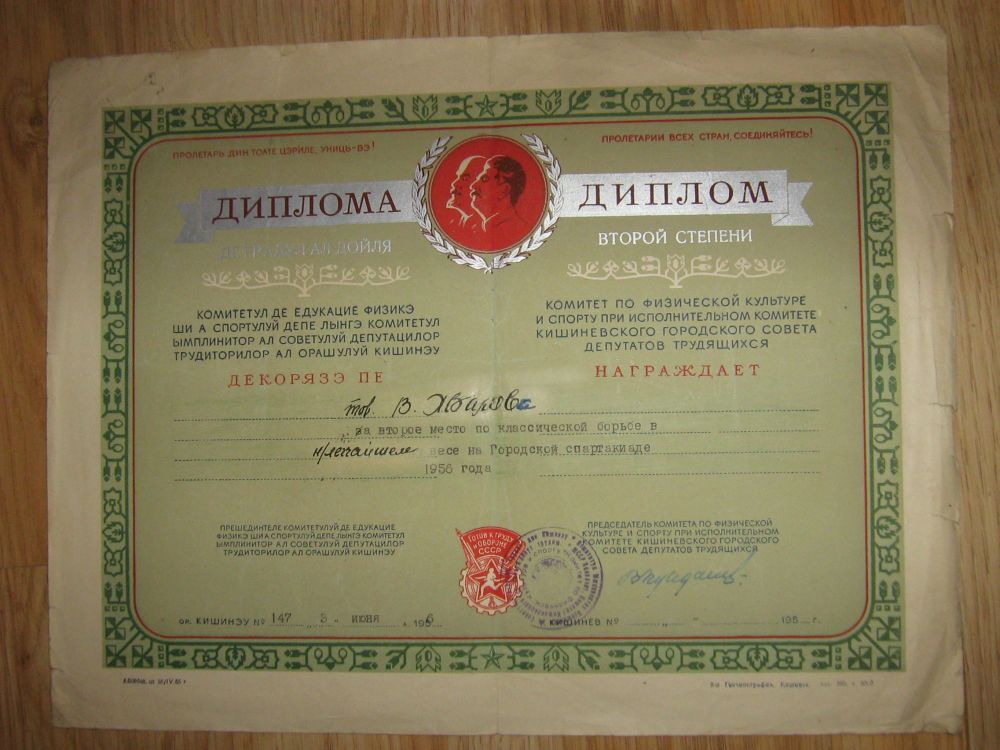 ПРОЛЕТАРЬ ДИН ТОАТЕ ЦЭРИЛЕ, УНИЦЬ-ВЭ!
ПРОЛЕТАРИИ ВСЕХ СТРАН, СОЕДИНЯЙТЕСЬ!
ДИПЛОМА
ДЕ ГРАДУЛ АЛ ДОЙЛЯ
ДИПЛОМ
ВТОРОЙ СТЕПЕНИ
КОМИТЕТУЛ ДЕ ЕДУКАЦИЕ ФИЗИКЭ
ШИ А СПОРТУЛУЙ ДЕПЕ ЛЫНГЭ КОМИТЕТУЛ
ЫМПЛИНИТОР АЛ СОВЕТУЛУЙ ДЕПУТАЦИЛОР
ТРУДИТОРИЛОР АЛ ОРАШУЛУЙ КИШИНЭУ
ДЕКОРЯЗЭ ПЕ
КОМИТЕТ ПО ФИЗИЧЕСКОЙ КУЛЬТУРЕ
И СПОРТУ ПРИ ИСПОЛНИТЕЛЬНОМ КОМИТЕТЕ
КИШИНЕВСКОГО ГОРОДСКОГО СОВЕТА
ДЕПУТАТОВ ТРУДЯЩИХСЯ
НАГРАЖДАЕТ
тов. В.
за второе место по классической борьбе в
весе на Городской спартакиаде
1956 года
ПРЕШЕДИНТЕЛЕ КОМИТЕТУЛУЙ ДЕ ЕДУКАЦИЕ
ФИЗИКЭ ШИ А СПОРТУЛУЙ ДЕПЕ ЛЫНГЭ КОМИТЕТУЛ
ЫМПЛИНИТОР АЛ СОВЕТУЛУЙ ДЕПУТАЦИЛОР
ТРУДИТОРИЛОР АЛ ОРАШУЛУЙ КИШИНЭУ
ГОТОВ К ТРУДУ
И ОБОРОНЕ
СССР
ПРЕДСЕДАТЕЛЬ КОМИТЕТА ПО ФИЗИЧЕСКОЙ
КУЛЬТУРЕ И СПОРТУ ПРИ ИСПОЛНИТЕЛЬНОМ
КОМИТЕТЕ КИШИНЕВСКОГО ГОРОДСКОГО
СОВЕТА ДЕПУТАТОВ ТРУДЯЩИХСЯ
ор. КИШИНЭУ № 147 „3„ июня а. 1956
г. КИШИНЕВ № „ „ 195 г.